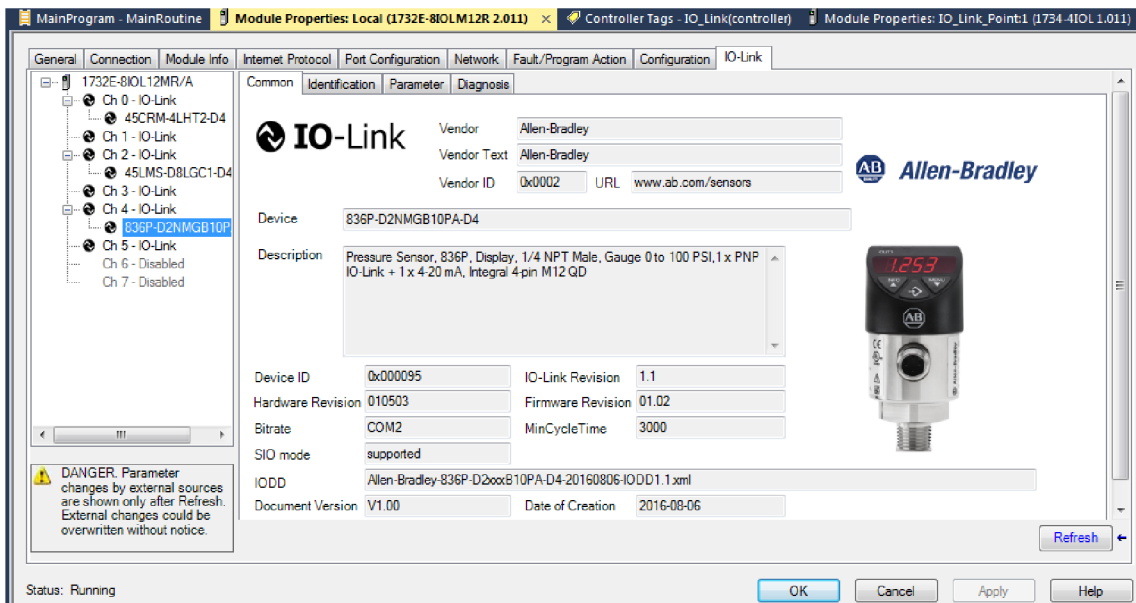 MainProgram - MainRoutine
Module Properties: Local (1732E-8IOLM12R 2.011) ×
Controller Tags - IO_Link(controller)
Module Properties: IO_Link_Point:1 (1734-4IOL 1.011)
General Connection Module Info Internet Protocol Port Configuration Network Fault/Program Action Configuration IO-Link
1732E-8IOL12MR/A
Ch 0 - IO-Link
45CRM-4LHT2-D4
Ch 1 - IO-Link
Ch 2 - IO-Link
45LMS-D8LGC1-D4
Ch 3 - IO-Link
Ch 4 - IO-Link
836P-D2NMGB10P
Ch 5 - IO-Link
Ch 6 - Disabled
Ch 7 - Disabled
DANGER. Parameter
changes by external sources
are shown only after Refresh.
External changes could be
overwritten without notice.
Common Identification Parameter Diagnosis
IO-Link
Vendor Allen-Bradley
Vendor Text Allen-Bradley
Vendor ID 0x0002 URL www.ab.com/sensors
AB Allen-Bradley
Device 836P-D2NMGB10PA-D4
Description Pressure Sensor, 836P, Display, 1/4 NPT Male, Gauge 0 to 100 PSI,1 x PNP
IO-Link + 1 x 4-20 mA, Integral 4-pin M12 QD
1.253
INFO MENU
AB
Device ID 0x000095 IO-Link Revision 1.1
Hardware Revision 010503 Firmware Revision 01.02
Bitrate COM2 MinCycleTime 3000
SIO mode supported
IODD Allen-Bradley-836P-D2xxxB10PA-D4-20160806-IODD1.1.xml
Document Version V1.00 Date of Creation 2016-08-06
Refresh
Status: Running
OK Cancel Apply Help